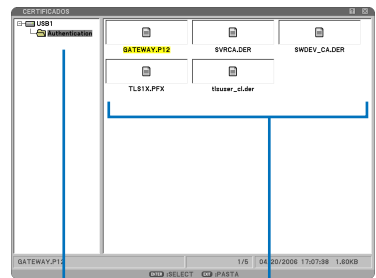 CERTIFICADOS
USB1
Authentication
GATEWAY.P12
SVRCA.DER
SWDEV_CA.DER
TLS1X.PFX
tlsuser_cl.der
GATEWAY.P12 1/5 04/20/2006 17:07:38 1.60KB
ENTER :SELECT EXIT :PASTA